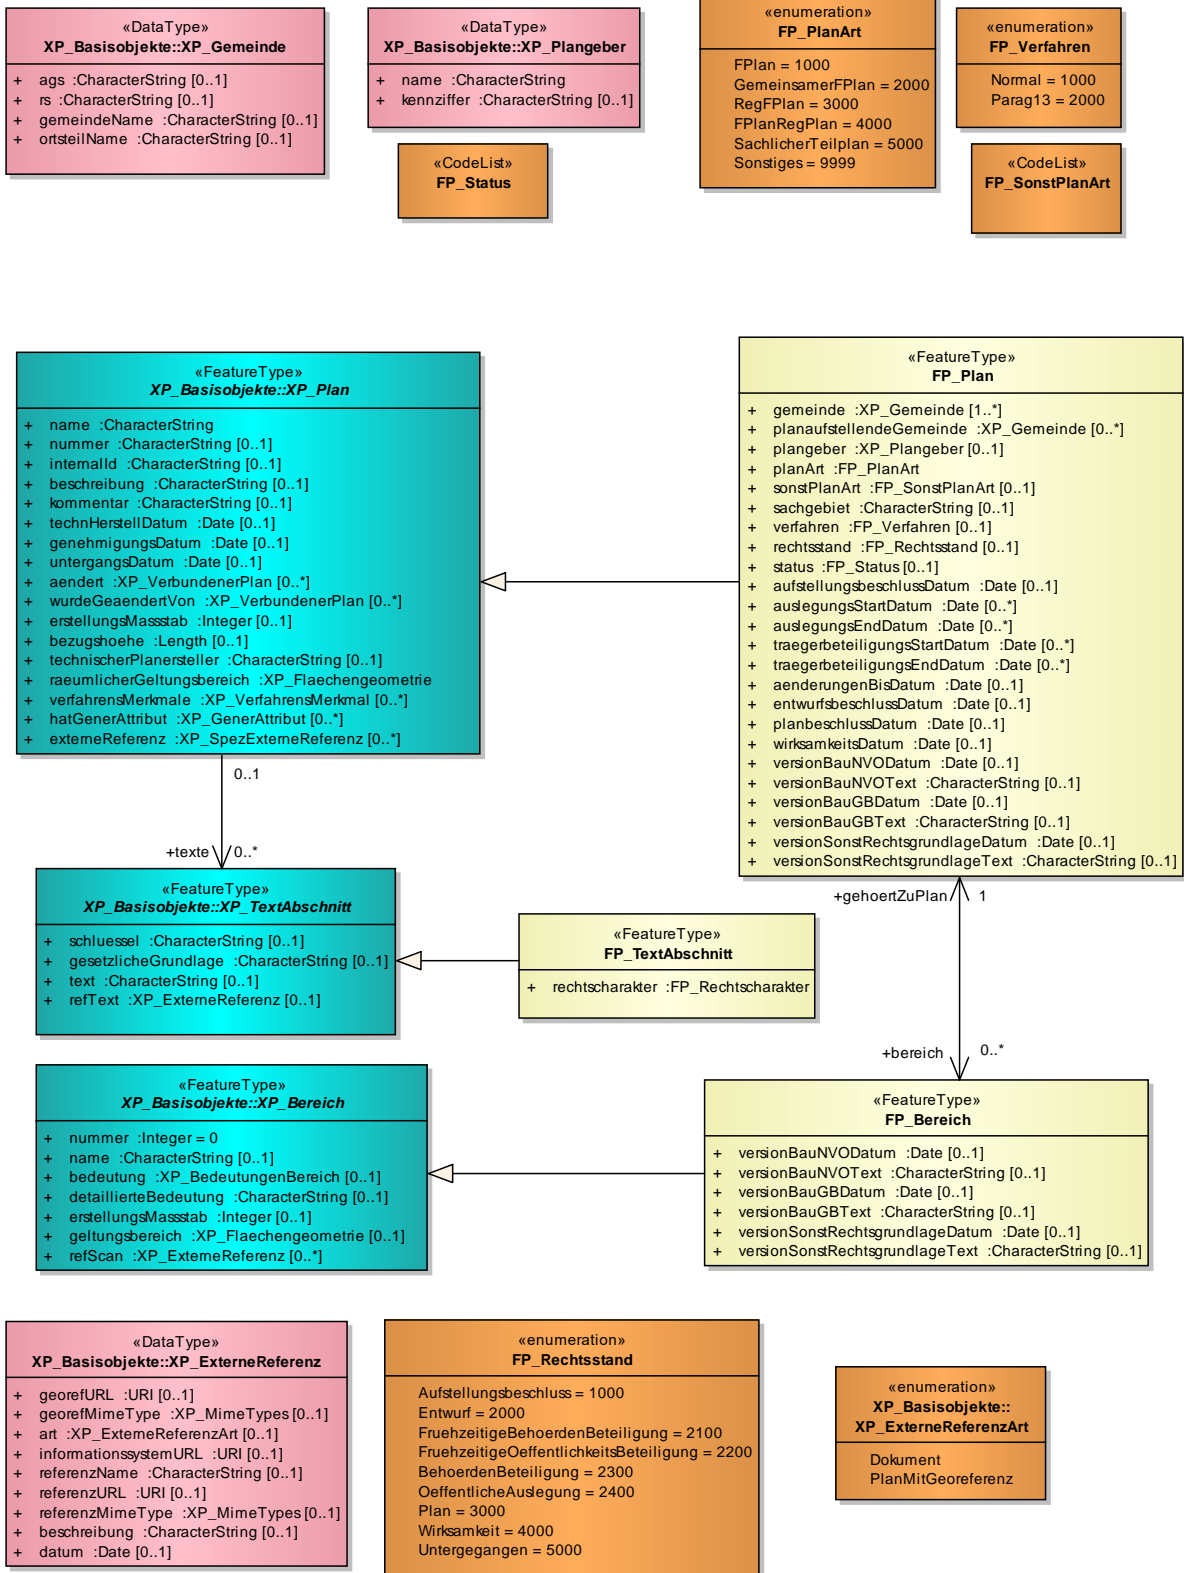 «DataType»
XP_Basisobjekte::XP_Gemeinde
+ ags :CharacterString [0..1]
+ rs :CharacterString [0..1]
+ gemeindeName :CharacterString [0..1]
+ ortsteilName :CharacterString [0..1]
«DataType»
XP_Basisobjekte::XP_Plangeber
+ name :CharacterString
+ kennziffer :CharacterString [0..1]
«CodeList»
FP_Status
«enumeration»
FP_PlanArt
FPlan = 1000
GemeinsamerFPlan = 2000
RegFPlan = 3000
FPlanRegPlan = 4000
SachlicherTeilplan = 5000
Sonstiges = 9999
«enumeration»
FP_Verfahren
Normal = 1000
Parag13 = 2000
«CodeList»
FP_SonstPlanArt
«FeatureType»
XP_Basisobjekte::XP_Plan
+ name :CharacterString
+ nummer :CharacterString [0..1]
+ internalId :CharacterString [0..1]
+ beschreibung :CharacterString [0..1]
+ kommentar :CharacterString [0..1]
+ technHerstellDatum :Date [0..1]
+ genehmigungsDatum :Date [0..1]
+ untergangsDatum :Date [0..1]
+ aendert :XP_VerbundenerPlan [0..*]
+ wurdeGeaendertVon :XP_VerbundenerPlan [0..*]
+ erstellungsMassstab :Integer [0..1]
+ bezugshoehe :Length [0..1]
+ technischerPlanersteller :CharacterString [0..1]
+ raeumlicherGeltungsbereich :XP_Flaechengeometrie
+ verfahrensMerkmale :XP_VerfahrensMerkmal [0..*]
+ hatGenerAttribut :XP_GenerAttribut [0..*]
+ externeReferenz :XP_SpezExterneReferenz [0..*]
«FeatureType»
FP_Plan
+ gemeinde :XP_Gemeinde [1..*]
+ planaufstellendeGemeinde :XP_Gemeinde [0..*]
+ plangeber :XP_Plangeber [0..1]
+ planArt :FP_PlanArt
+ sonstPlanArt :FP_SonstPlanArt [0..1]
+ sachgebiet :CharacterString [0..1]
+ verfahren :FP_Verfahren [0..1]
+ rechtsstand :FP_Rechtsstand [0..1]
+ status :FP_Status [0..1]
+ aufstellungsbeschlussDatum :Date [0..1]
+ auslegungsStartDatum :Date [0..*]
+ auslegungsEndDatum :Date [0..*]
+ traegerbeteiligungsStartDatum :Date [0..*]
+ traegerbeteiligungsEndDatum :Date [0..*]
+ aenderungenBisDatum :Date [0..1]
+ entwurfsbeschlussDatum :Date [0..1]
+ planbeschlussDatum :Date [0..1]
+ wirksamkeitsDatum :Date [0..1]
+ versionBauNVODatum :Date [0..1]
+ versionBauNVOText :CharacterString [0..1]
+ versionBauGBDatum :Date [0..1]
+ versionBauGBText :CharacterString [0..1]
+ versionSonstRechtsgrundlageDatum :Date [0..1]
+ versionSonstRechtsgrundlageText :CharacterString [0..1]
0..1
+texte 0..*
+gehoertZuPlan 1
«FeatureType»
XP_Basisobjekte::XP_TextAbschnitt
+ schluessel :CharacterString [0..1]
+ gesetzlicheGrundlage :CharacterString [0..1]
+ text :CharacterString [0..1]
+ refText :XP_ExterneReferenz [0..1]
«FeatureType»
FP_TextAbschnitt
+ rechtscharakter :FP_Rechtscharakter
+bereich 0..*
«FeatureType»
XP_Basisobjekte::XP_Bereich
+ nummer :Integer = 0
+ name :CharacterString [0..1]
+ bedeutung :XP_BedeutungenBereich [0..1]
+ detaillierteBedeutung :CharacterString [0..1]
+ erstellungsMassstab :Integer [0..1]
+ geltungsbereich :XP_Flaechengeometrie [0..1]
+ refScan :XP_ExterneReferenz [0..*]
«FeatureType»
FP_Bereich
+ versionBauNVODatum :Date [0..1]
+ versionBauNVOText :CharacterString [0..1]
+ versionBauGBDatum :Date [0..1]
+ versionBauGBText :CharacterString [0..1]
+ versionSonstRechtsgrundlageDatum :Date [0..1]
+ versionSonstRechtsgrundlageText :CharacterString [0..1]
«DataType»
XP_Basisobjekte::XP_ExterneReferenz
+ georefURL :URI [0..1]
+ georefMimeType :XP_MimeTypes [0..1]
+ art :XP_ExterneReferenzArt [0..1]
+ informationssystemURL :URI [0..1]
+ referenzName :CharacterString [0..1]
+ referenzURL :URI [0..1]
+ referenzMimeType :XP_MimeTypes [0..1]
+ beschreibung :CharacterString [0..1]
+ datum :Date [0..1]
«enumeration»
FP_Rechtsstand
Aufstellungsbeschluss = 1000
Entwurf = 2000
FruehzeitigeBehoerdenBeteiligung = 2100
FruehzeitigeOeffentlichkeitsBeteiligung = 2200
BehoerdenBeteiligung = 2300
OeffentlicheAuslegung = 2400
Plan = 3000
Wirksamkeit = 4000
Untergegangen = 5000
«enumeration»
XP_Basisobjekte::
XP_ExterneReferenzArt
Dokument
PlanMitGeoreferenz